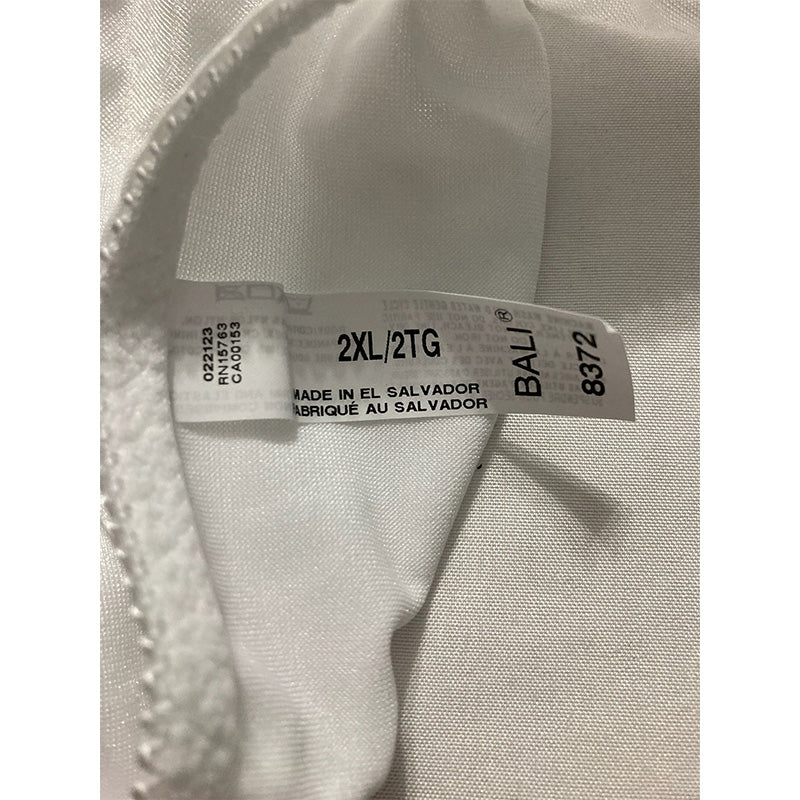 022123
RN15763
CA00153
2XL/2TG
MADE IN EL SALVADOR
FABRIQUÉ AU SALVADOR
BALI®
8372